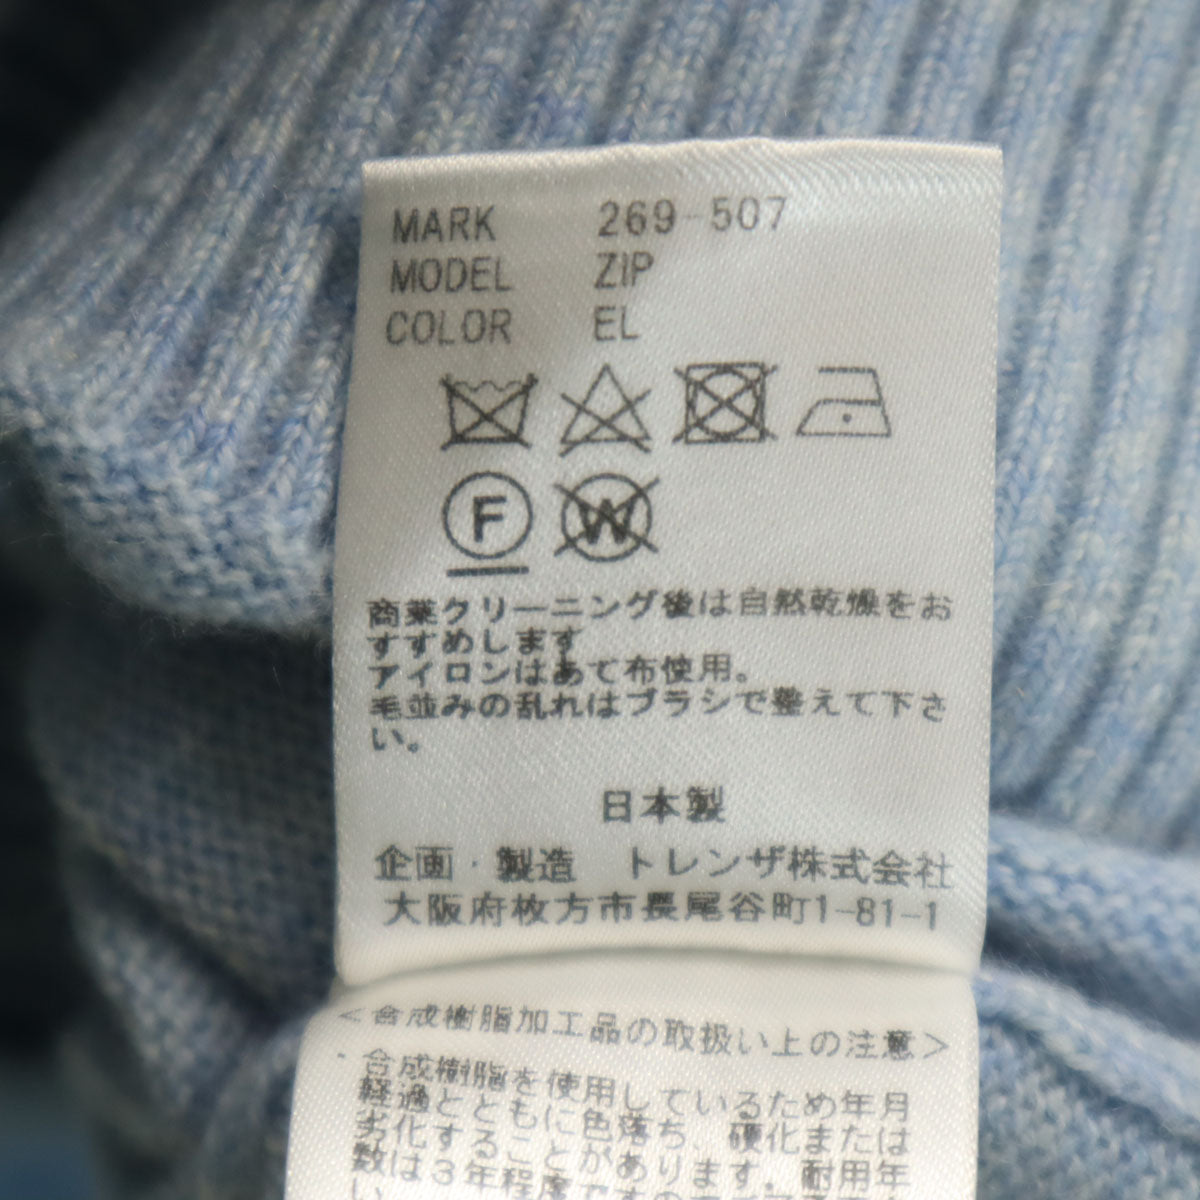 MARK 269-507
MODEL ZIP
COLOR EL
F W
商業クリーニング後は自然乾燥をお
すすめします
アイロンはあて布使用。
毛並みの乱れはブラシで整えて下さ
い。
日本製
企画・製造 トレンザ株式会社
大阪府枚方市長尾谷町1-81-1
<合成樹脂加工品の取扱い上の注意>
・合成樹脂を使用しているため年月
経過とともに色落ち、硬化または
劣化することがあります。耐用年
数は3年程度です
い